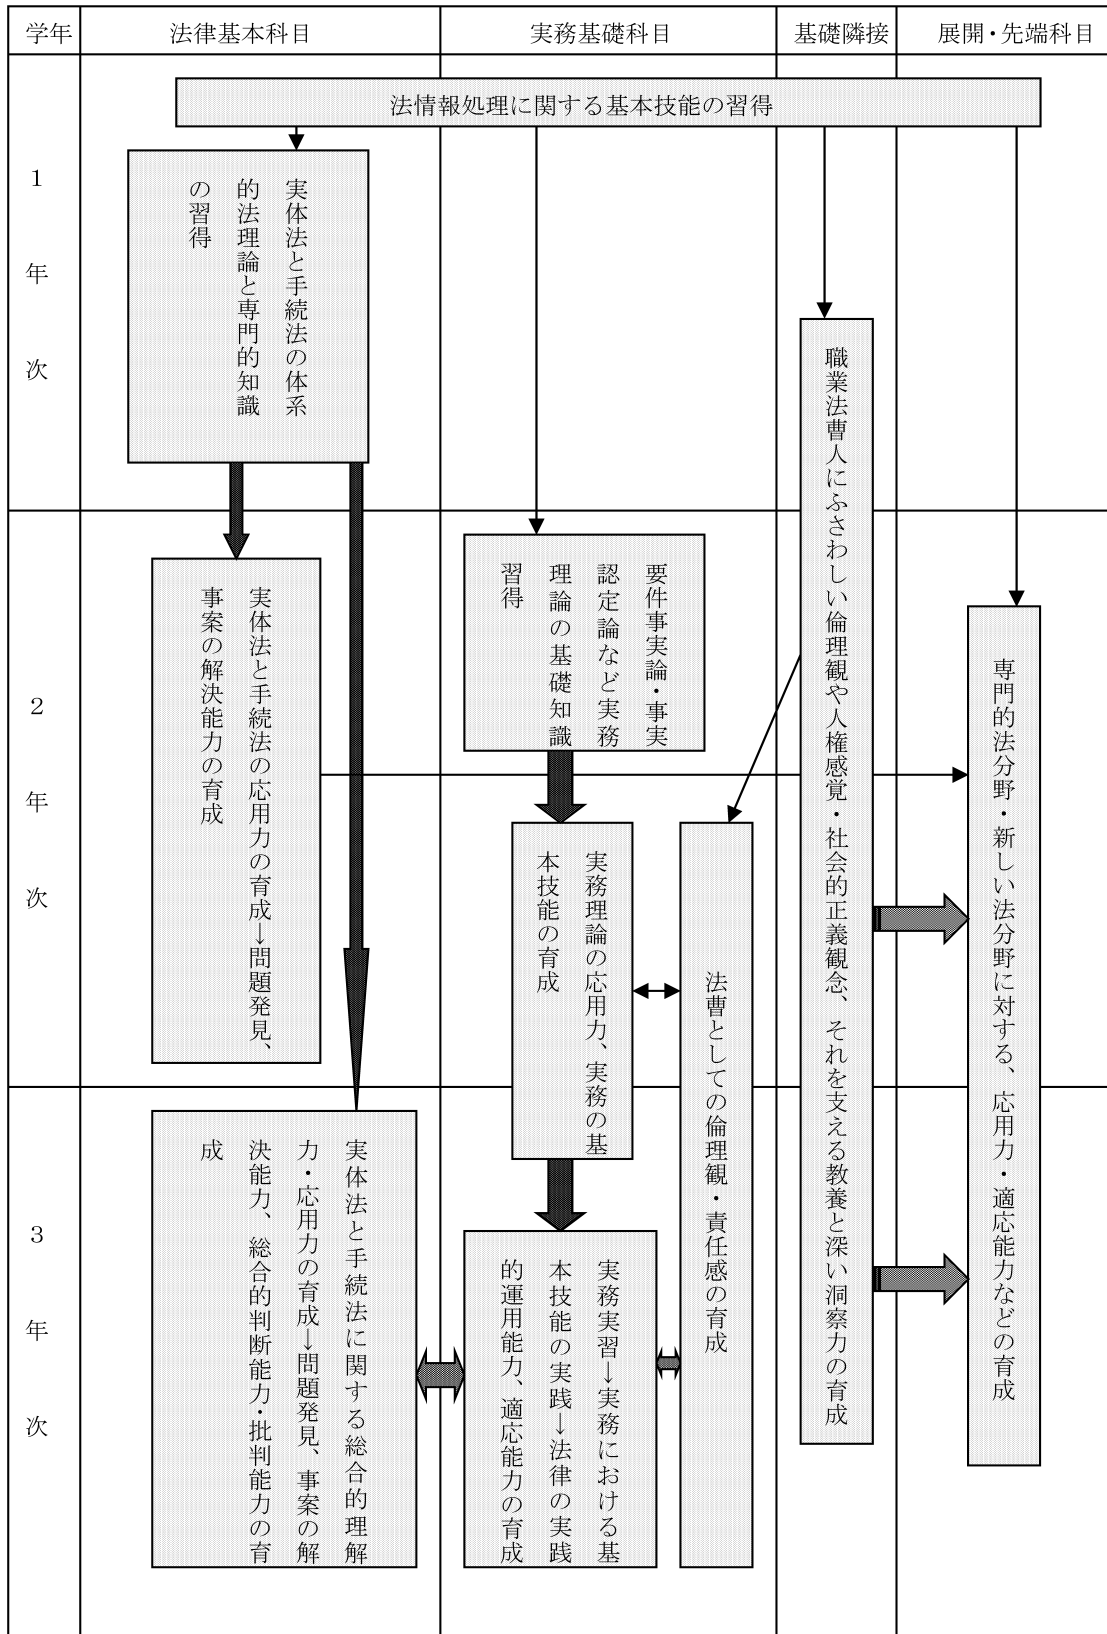 学年
法律基本科目
実務基礎科目
基礎隣接
展開・先端科目
法情報処理に関する基本技能の習得
1
年
次
実体法と手続法の体系
的法理論と専門的知識
の習得
2
年
次
実体法と手続法の応用力の育成→問題発見、
事案の解決能力の育成
要件事実論・事実
認定論など実務
理論の基礎知識
習得
実務理論の応用力、実務の基
本技能の育成
法曹としての倫理観・責任感の育成
職業法曹人にふさわしい倫理観や人権感覚・社会的正義観念、それを支える教養と深い洞察力の育成
専門的法分野・新しい法分野に対する、応用力・適応能力などの育成
3
年
次
実体法と手続法に関する総合的理解
力・応用力の育成→問題発見、事案の解
決能力、総合的判断能力・批判能力の育
成
実務実習→実務における基
本技能の実践→法律の実践
的運用能力、適応能力の育成